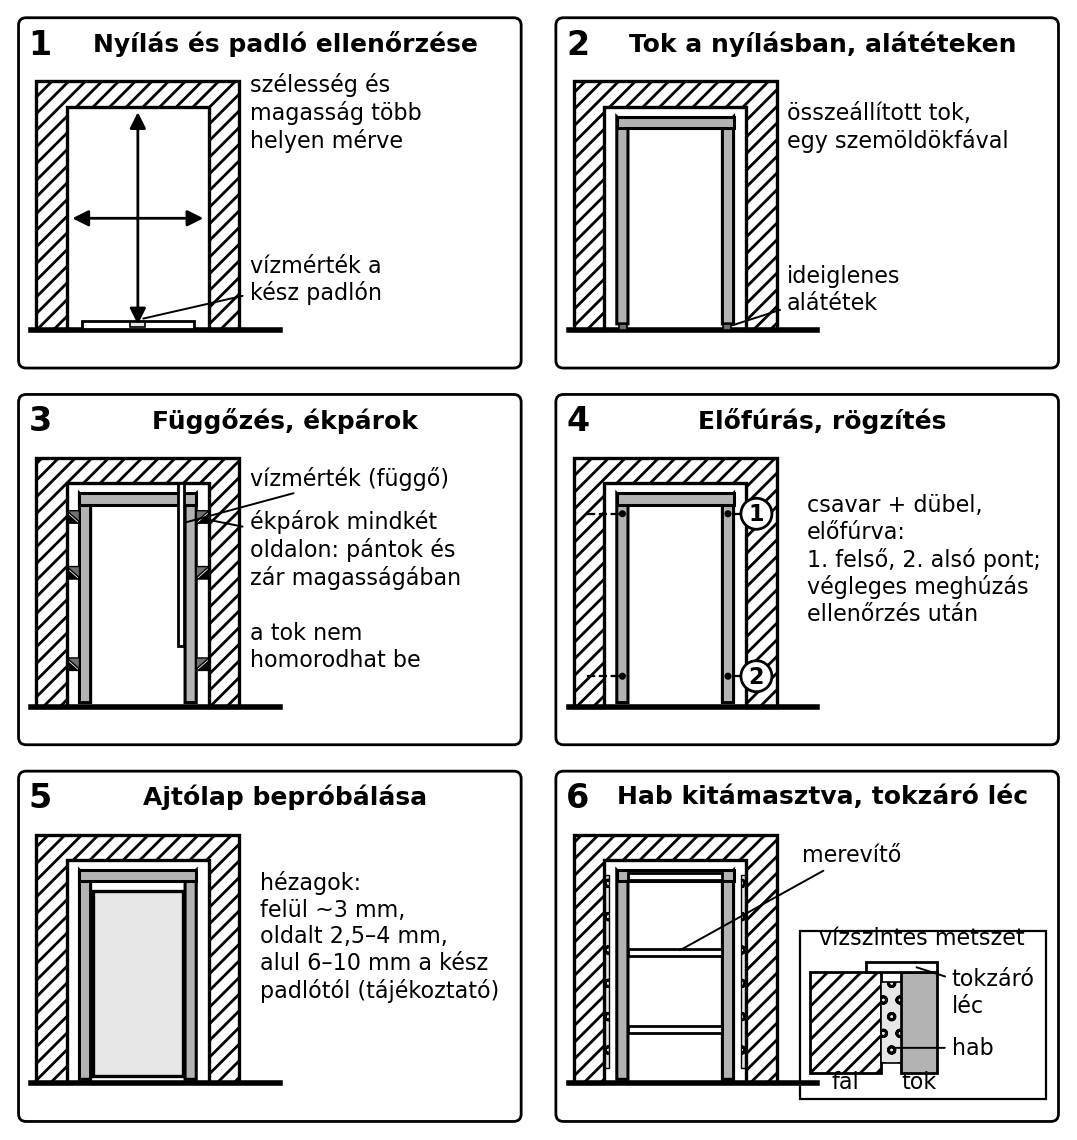 1 Nyílás és padló ellenőrzése
szélesség és
magasság több
helyen mérve
vízmérték a
kész padlón
2 Tok a nyílásban, alátéteken
összeállított tok,
egy szemöldökfával
ideiglenes
alátétek
3 Függőzés, ékpárok
vízmérték (függő)
ékpárok mindkét
oldalon: pántok és
zár magasságában
a tok nem
homorodhat be
4 Előfúrás, rögzítés
1
csavar + dübel,
előfúrva:
1. felső, 2. alsó pont;
végleges meghúzás
ellenőrzés után
2
5 Ajtólap bepróbálása
hézagok:
felül ~3 mm,
oldalt 2,5–4 mm,
alul 6–10 mm a kész
padlótól (tájékoztató)
6 Hab kitámasztva, tokzáró léc
merevítő
vízszintes metszet
tokzáró
léc
hab
fal tok